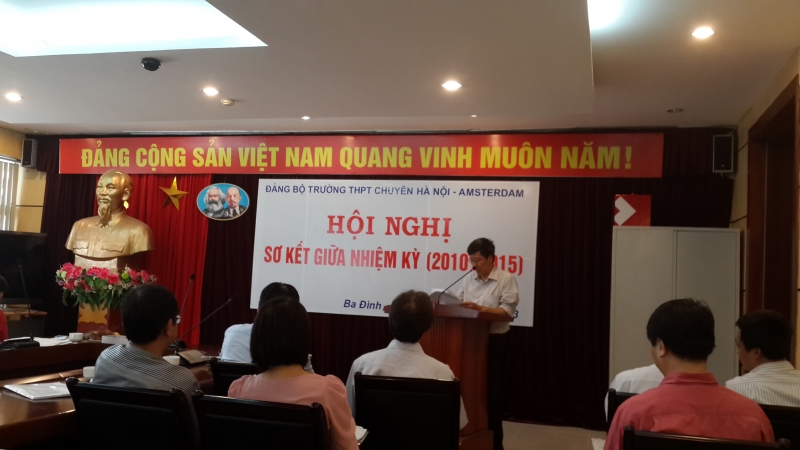 ĐẢNG CỘNG SẢN VIỆT NAM QUANG VINH MUÔN NĂM!
ĐẢNG BỘ TRƯỜNG THPT CHUYÊN HÀ NỘI - AMSTERDAM
HỘI NGHỊ
SƠ KẾT GIỮA NHIỆM KỲ (2010 15)
Ba Đình